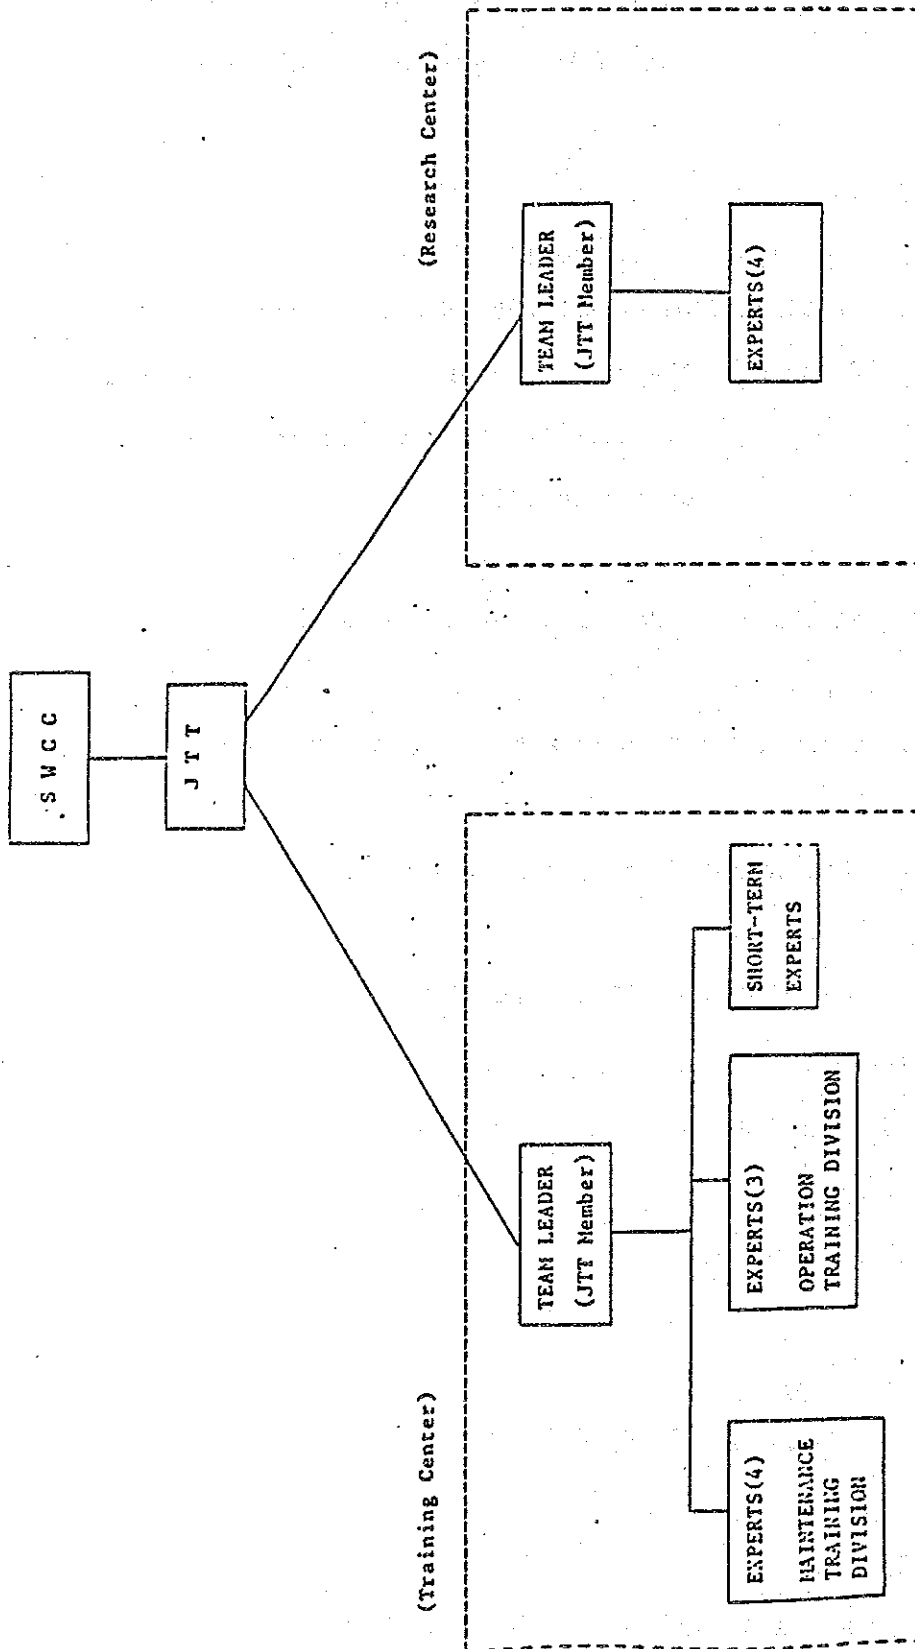 S W C C
J T T
(Training Center)
TEAM LEADER
(JTT Member)
EXPERTS(4)
MAINTENANCE
TRAINING
DIVISION
EXPERTS(3)
OPERATION
TRAINING DIVISION
SHORT-TERM
EXPERTS
(Research Center)
TEAM LEADER
(JTT Member)
EXPERTS(4)